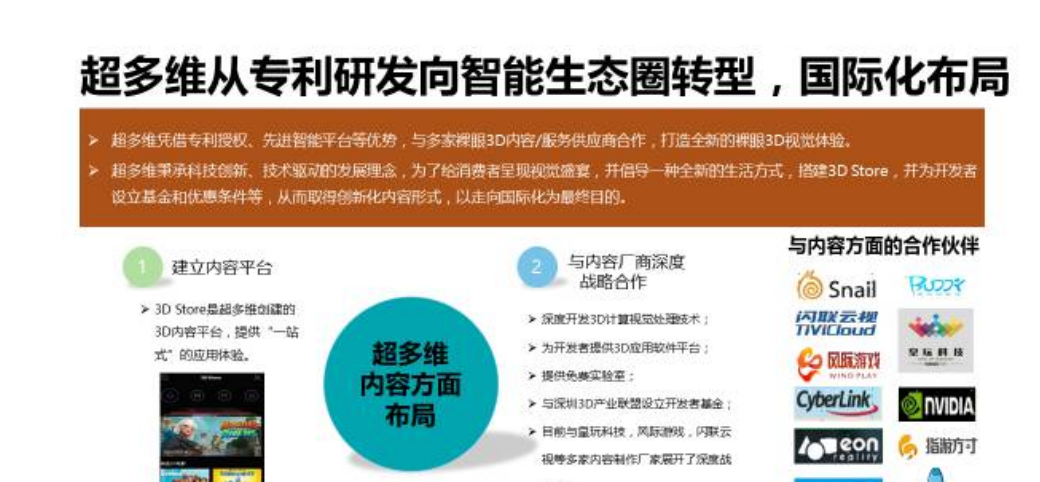 超多维从专利研发向智能生态圈转型，国际化布局
➢ 超多维凭借专利授权、先进智能平台等优势，与多家裸眼3D内容/服务供应商合作，打造全新的裸眼3D视觉体验。
➢ 超多维秉承科技创新、技术驱动的发展理念，为了给消费者呈现视觉盛宴，并倡导一种全新的生活方式，搭建3D Store，并为开发者
设立基金和优惠条件等，从而取得创新化内容形式，以走向国际化为最终目的。
1 建立内容平台
➢ 3D Store是超多维创建的
3D内容平台，提供“一站
式”的应用体验。
超多维
内容方面
布局
2 与内容厂商深度
战略合作
➢ 深度开发3D计算视觉处理技术；
➢ 为开发者提供3D应用软件平台；
➢ 提供免费实验室；
➢ 与深圳3D产业联盟设立开发者基金；
➢ 目前与皇玩科技，风际游戏，闪联云
视等多家内容制作厂家展开了深度战
与内容方面的合作伙伴
Snail
闪联云视
TIVICloud
皇玩科技
风际游戏
WIND PLAY
CyberLink
NVIDIA
eon
reality
指游方寸